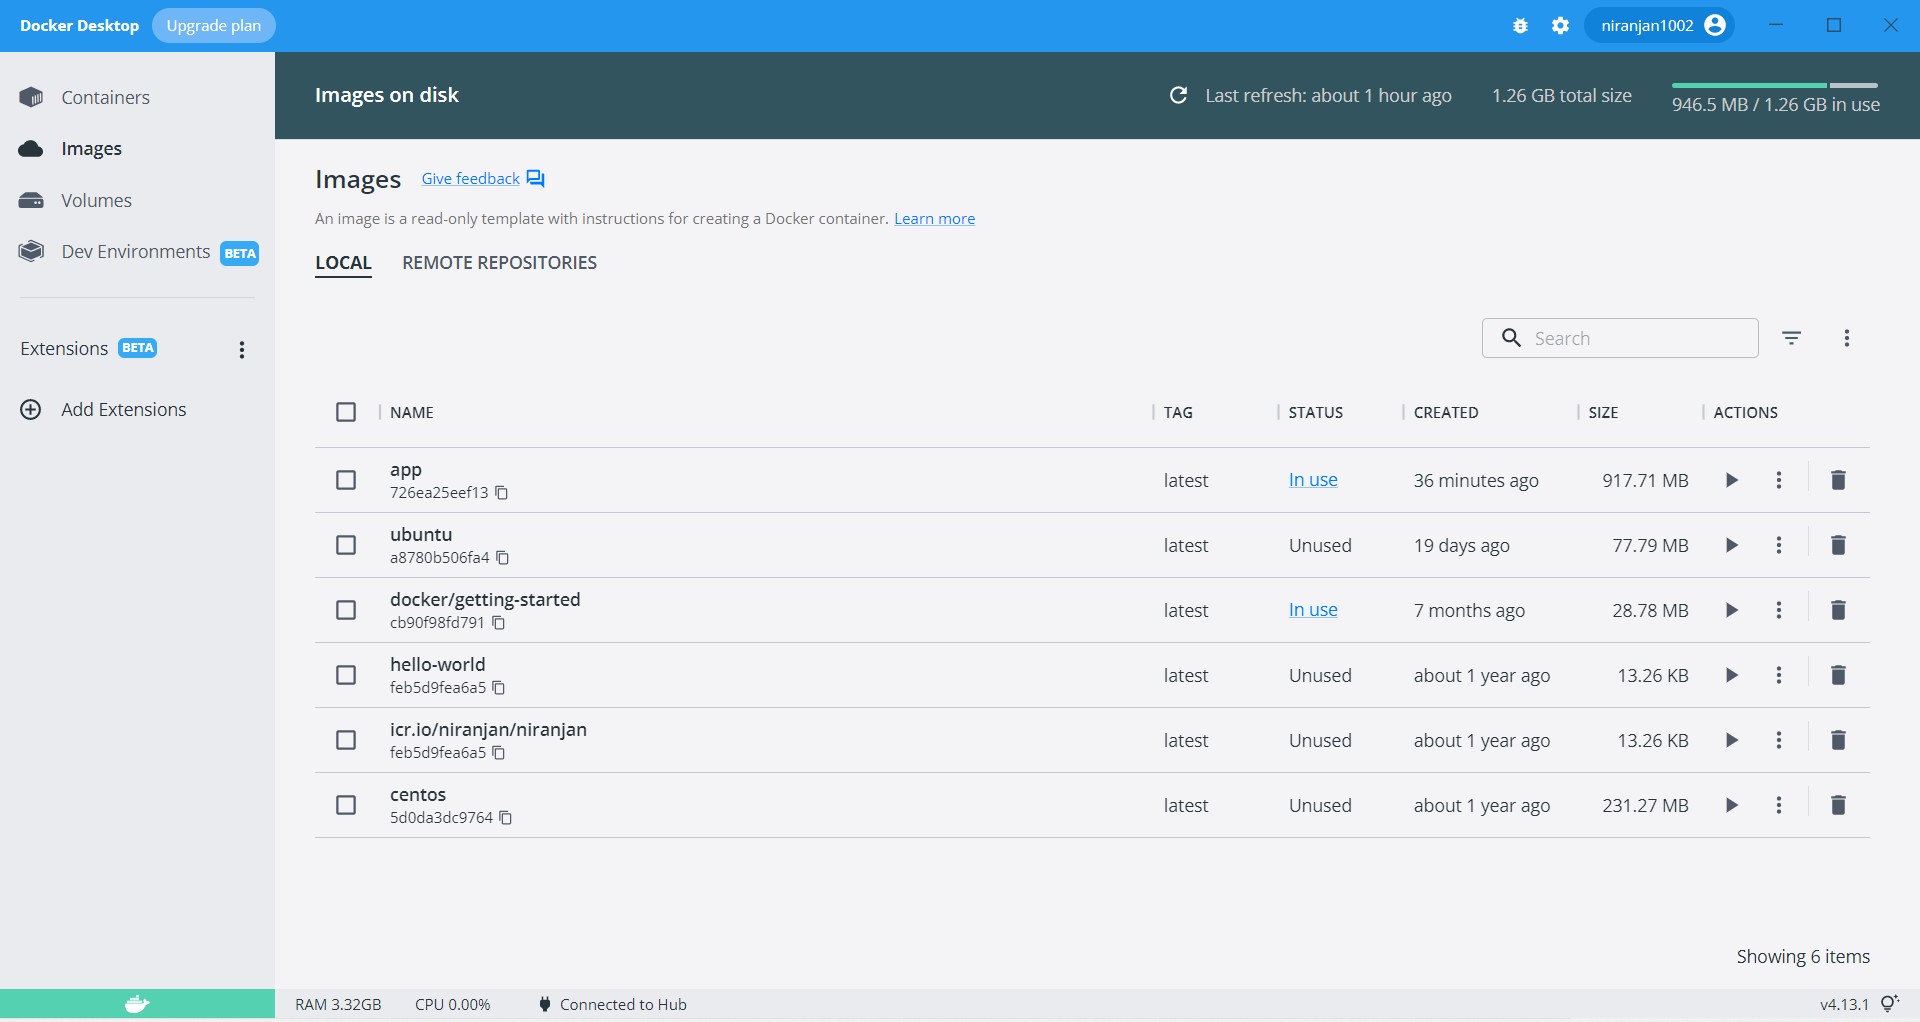 Docker Desktop Upgrade plan niranjan1002
Containers
Images
Volumes
Dev Environments BETA
Extensions BETA
Add Extensions
Images on disk Last refresh: about 1 hour ago 1.26 GB total size 946.5 MB / 1.26 GB in use
Images Give feedback
An image is a read-only template with instructions for creating a Docker container. Learn more
LOCAL REMOTE REPOSITORIES
Search
NAME TAG STATUS CREATED SIZE ACTIONS
app
726ea25eef13 latest In use 36 minutes ago 917.71 MB
ubuntu
a8780b506fa4 latest Unused 19 days ago 77.79 MB
docker/getting-started
cb90f98fd791 latest In use 7 months ago 28.78 MB
hello-world
feb5d9fea6a5 latest Unused about 1 year ago 13.26 KB
icr.io/niranjan/niranjan
feb5d9fea6a5 latest Unused about 1 year ago 13.26 KB
centos
5d0da3dc9764 latest Unused about 1 year ago 231.27 MB
Showing 6 items
RAM 3.32GB CPU 0.00% Connected to Hub v4.13.1